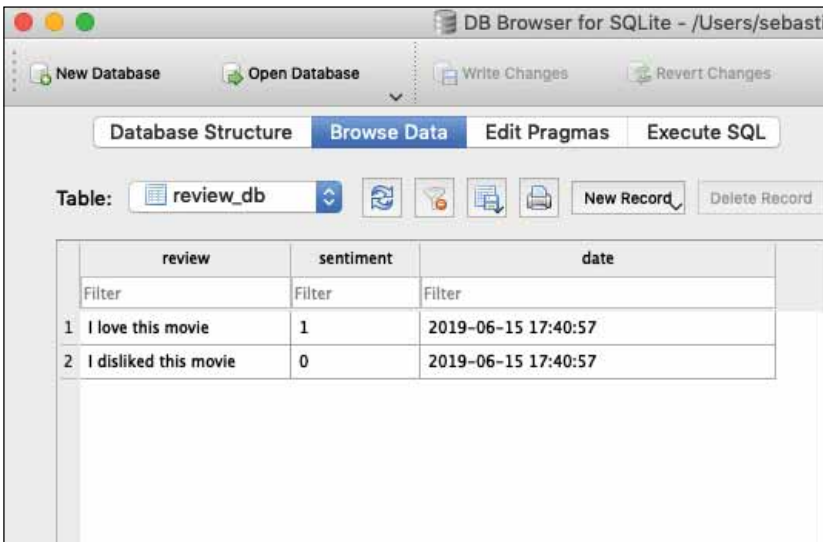 DB Browser for SQLite - /Users/sebasti
New Database Open Database Write Changes Revert Changes
Database Structure Browse Data Edit Pragmas Execute SQL
Table: review_db New Record Delete Record
review sentiment date
Filter Filter Filter
1 I love this movie 1 2019-06-15 17:40:57
2 I disliked this movie 0 2019-06-15 17:40:57